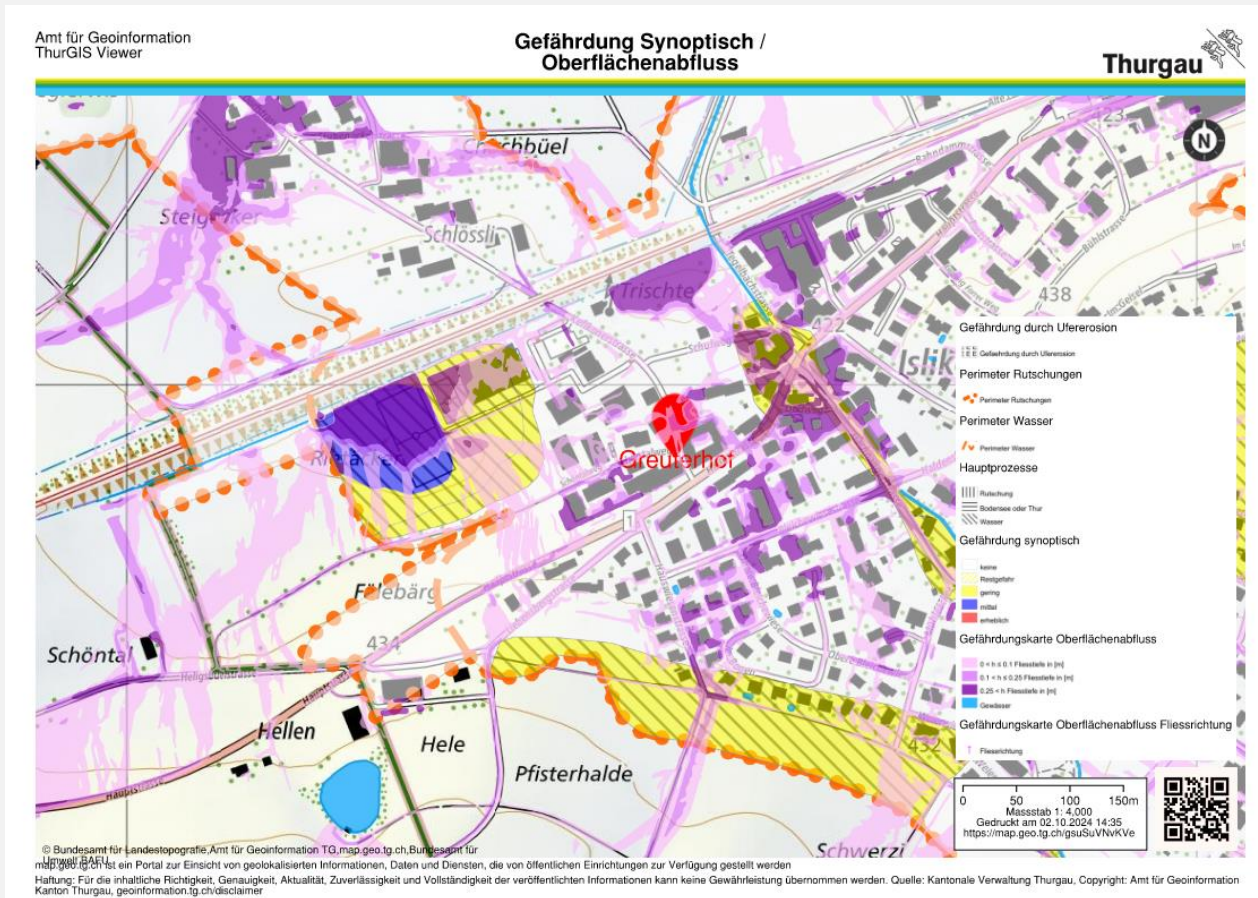 Amt für Geoinformation
ThurGIS Viewer
Gefährdung Synoptisch /
Oberflächenabfluss
Thurgau
N
Schlössli
Trischte
438
422
Islik
Greuterhof
1
434
Schöntal
Heligsbüelstrasse
Hellen
Hele
Pfisterhalde
432
Schwerzi
Hauptstrasse
Bahndammstrasse
Bühlstrasse
Gefährdung durch Ufererosion
Gefaehrdung durch Ufererosion
Perimeter Rutschungen
Perimeter Rutschungen
Perimeter Wasser
Perimeter Wasser
Hauptprozesse
Rutschung
Bodensee oder Thur
Wasser
Gefährdung synoptisch
keine
Restgefahr
gering
mittel
erheblich
Gefährdungskarte Oberflächenabfluss
0 < h ≤ 0.1 Fliesstiefe in [m]
0.1 < h ≤ 0.25 Fliesstiefe in [m]
0.25 < h Fliesstiefe in [m]
Gewässer
Gefährdungskarte Oberflächenabfluss Fliessrichtung
Fliessrichtung
0 50 100 150m
Massstab 1: 4,000
Gedruckt am 02.10.2024 14:35
https://map.geo.tg.ch/gsuSuVNvKVe
© Bundesamt für Landestopografie,Amt für Geoinformation TG,map.geo.tg.ch,Bundesamt für
Umwelt BAFU
map.geo.tg.ch ist ein Portal zur Einsicht von geolokalisierten Informationen, Daten und Diensten, die von öffentlichen Einrichtungen zur Verfügung gestellt werden
Haftung: Für die inhaltliche Richtigkeit, Genauigkeit, Aktualität, Zuverlässigkeit und Vollständigkeit der veröffentlichten Informationen kann keine Gewährleistung übernommen werden. Quelle: Kantonale Verwaltung Thurgau, Copyright: Amt für Geoinformation
Kanton Thurgau, geoinformation.tg.ch/disclaimer